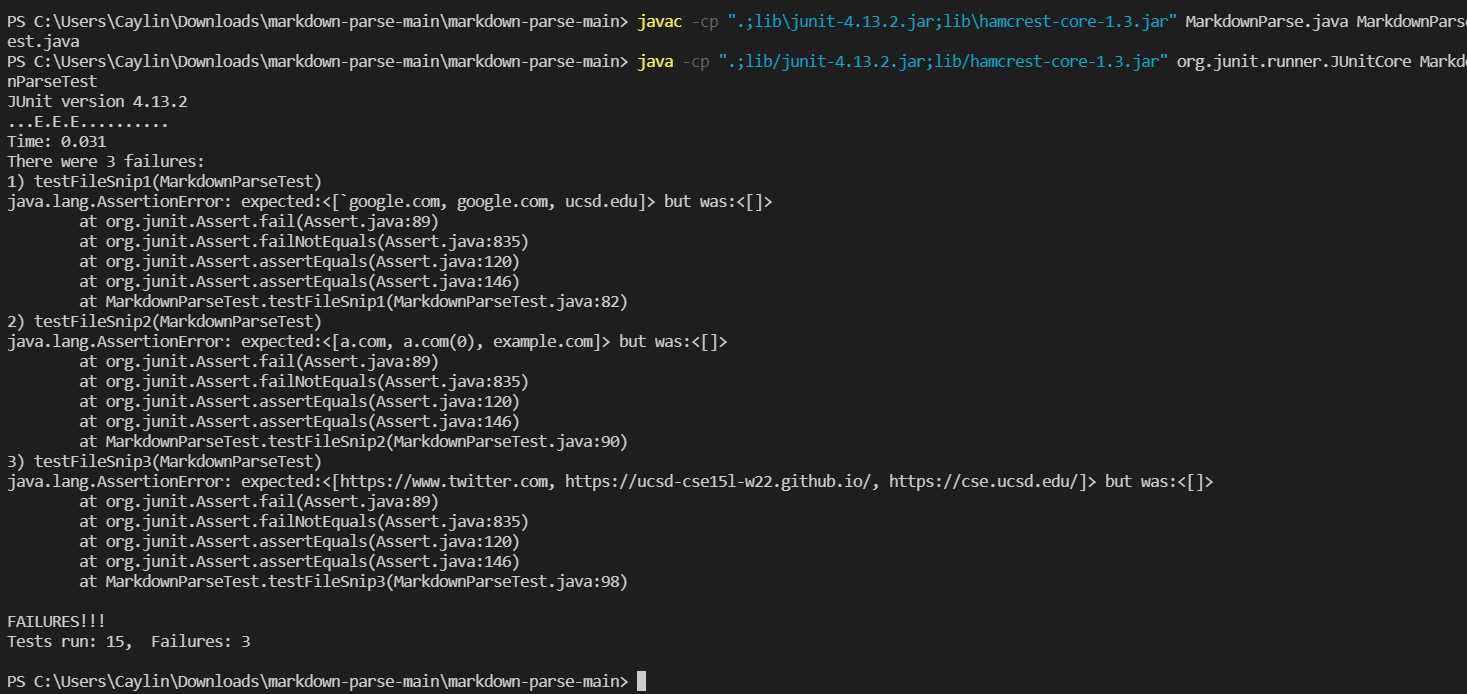 PS C:\Users\Caylin\Downloads\markdown-parse-main\markdown-parse-main> javac -cp ".;lib\junit-4.13.2.jar;lib\hamcrest-core-1.3.jar" MarkdownParse.java MarkdownParse
est.java
PS C:\Users\Caylin\Downloads\markdown-parse-main\markdown-parse-main> java -cp ".;lib/junit-4.13.2.jar;lib/hamcrest-core-1.3.jar" org.junit.runner.JUnitCore Markdo
nParseTest
JUnit version 4.13.2
...E.E.E..........
Time: 0.031
There were 3 failures:
1) testFileSnip1(MarkdownParseTest)
java.lang.AssertionError: expected:<[`google.com, google.com, ucsd.edu]> but was:<[]>
        at org.junit.Assert.fail(Assert.java:89)
        at org.junit.Assert.failNotEquals(Assert.java:835)
        at org.junit.Assert.assertEquals(Assert.java:120)
        at org.junit.Assert.assertEquals(Assert.java:146)
        at MarkdownParseTest.testFileSnip1(MarkdownParseTest.java:82)
2) testFileSnip2(MarkdownParseTest)
java.lang.AssertionError: expected:<[a.com, a.com(0), example.com]> but was:<[]>
        at org.junit.Assert.fail(Assert.java:89)
        at org.junit.Assert.failNotEquals(Assert.java:835)
        at org.junit.Assert.assertEquals(Assert.java:120)
        at org.junit.Assert.assertEquals(Assert.java:146)
        at MarkdownParseTest.testFileSnip2(MarkdownParseTest.java:90)
3) testFileSnip3(MarkdownParseTest)
java.lang.AssertionError: expected:<[https://www.twitter.com, https://ucsd-cse15l-w22.github.io/, https://cse.ucsd.edu/]> but was:<[]>
        at org.junit.Assert.fail(Assert.java:89)
        at org.junit.Assert.failNotEquals(Assert.java:835)
        at org.junit.Assert.assertEquals(Assert.java:120)
        at org.junit.Assert.assertEquals(Assert.java:146)
        at MarkdownParseTest.testFileSnip3(MarkdownParseTest.java:98)
FAILURES!!!
Tests run: 15,  Failures: 3
PS C:\Users\Caylin\Downloads\markdown-parse-main\markdown-parse-main>